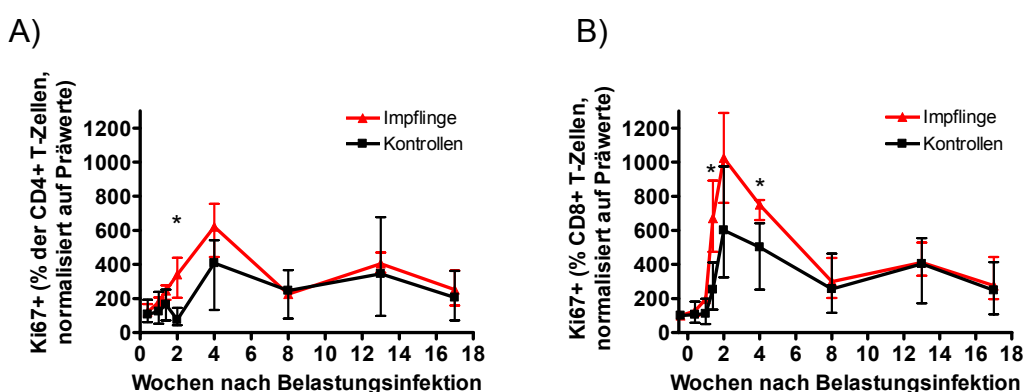 A)
Ki67+ (% der CD4+ T-Zellen,
normalisiert auf Präwerte)
1200
1000
800
600
400
200
0
*
Impflinge
Kontrollen
0 2 4 6 8 10 12 14 16 18
Wochen nach Belastungsinfektion
B)
Ki67+ (% CD8+ T-Zellen,
normalisiert auf Präwerte)
1200
1000
800
600
400
200
0
*
*
Impflinge
Kontrollen
0 2 4 6 8 10 12 14 16 18
Wochen nach Belastungsinfektion